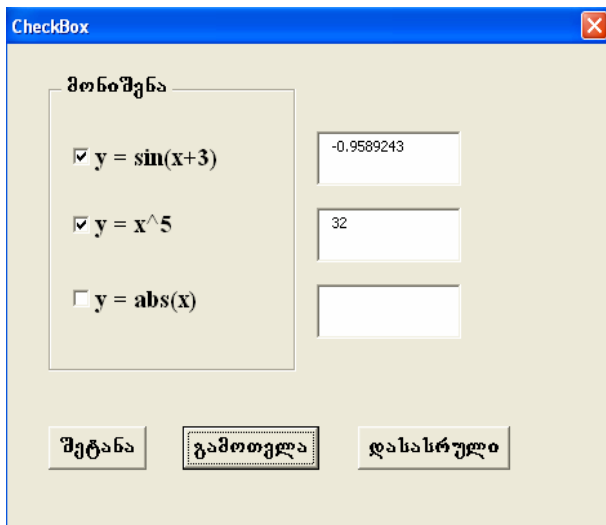 CheckBox
მონიშვნა
y = sin(x+3)
-0.9589243
y = x^5
32
y = abs(x)
შეტანა
გამოთვლა
დასასრული